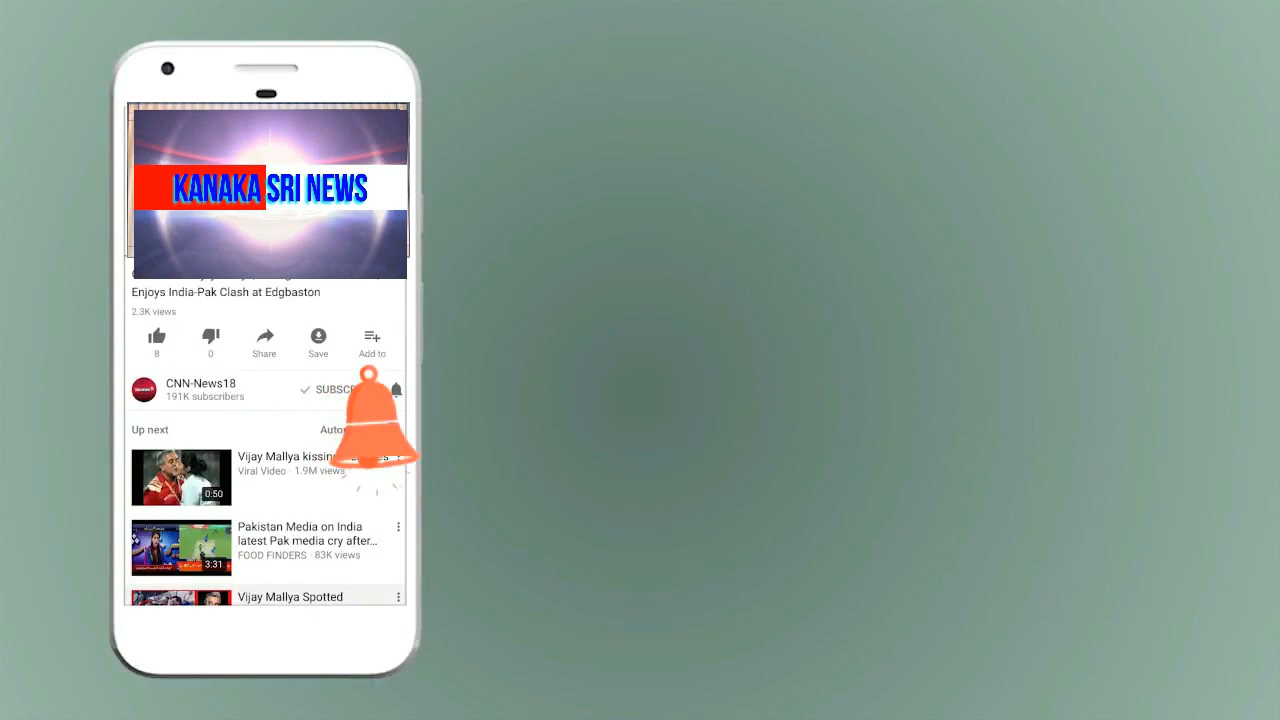 KANAKA SRI NEWS
Enjoys India-Pak Clash at Edgbaston
2.3K views
8
0
Share
Save
Add to
CNN-News18
191K subscribers
Up next
Vijay Mallya
Viral Video · 1.9M views
0:50
Pakistan Media on India
latest Pak media cry after...
FOOD FINDERS · 83K views
3:31
Vijay Mallya Spotted